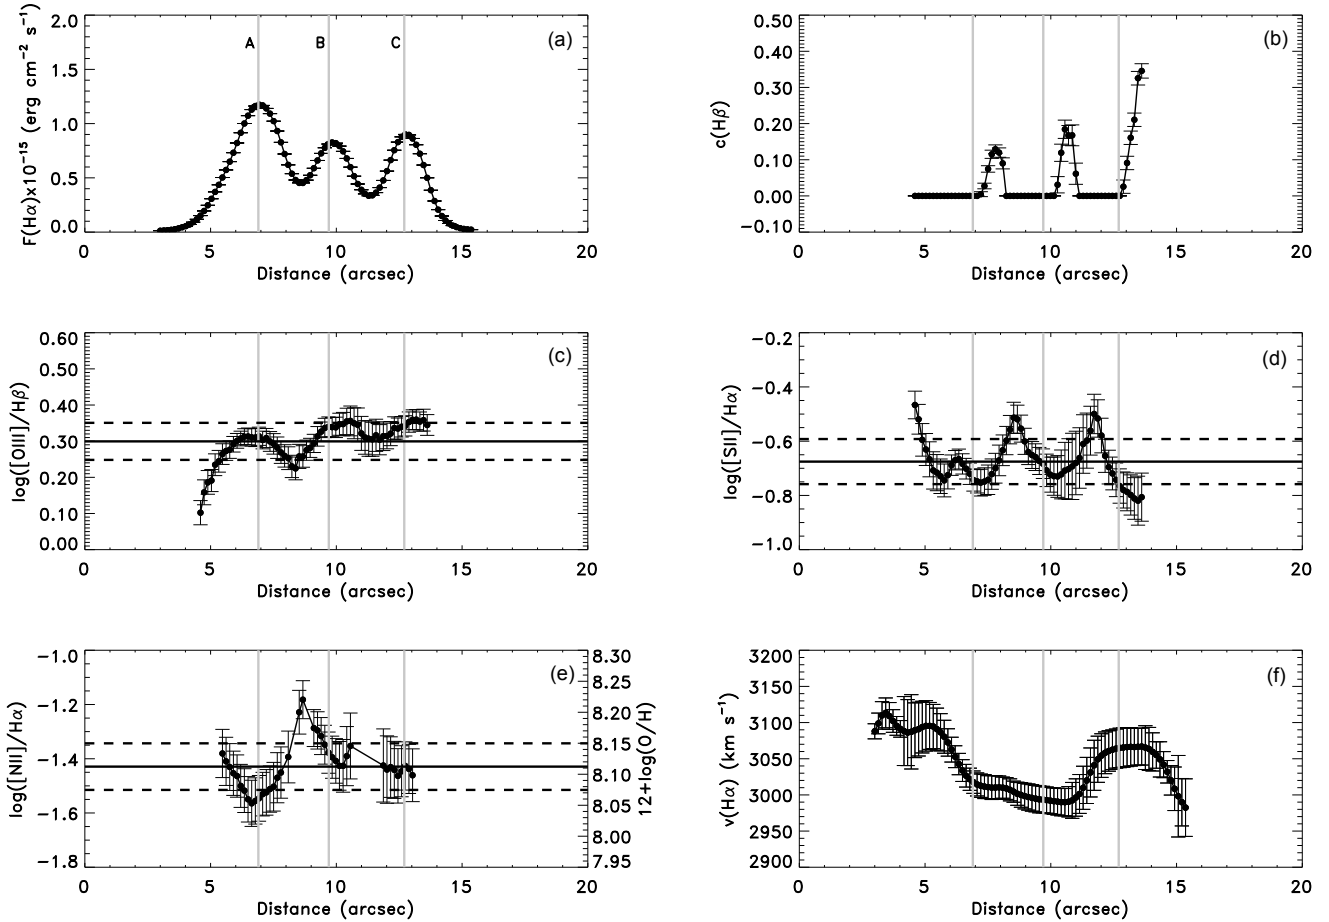 F(Hα)x10⁻¹⁵ (erg cm⁻² s⁻¹)
2.0
1.5
1.0
0.5
0.0
A
B
C
(a)
0 5 10 15 20
Distance (arcsec)
c(Hβ)
0.50
0.40
0.30
0.20
0.10
0.00
−0.10
(b)
0 5 10 15 20
Distance (arcsec)
log([OIII]/Hβ)
0.60
0.50
0.40
0.30
0.20
0.10
0.00
(c)
0 5 10 15 20
Distance (arcsec)
log([SII]/Hα)
−0.2
−0.4
−0.6
−0.8
−1.0
(d)
0 5 10 15 20
Distance (arcsec)
log([NII]/Hα)
−1.0
−1.2
−1.4
−1.6
−1.8
(e)
8.30
8.25
8.20
8.15
8.10
8.05
8.00
7.95
12+log(O/H)
0 5 10 15 20
Distance (arcsec)
v(Hα) (km s⁻¹)
3200
3150
3100
3050
3000
2950
2900
(f)
0 5 10 15 20
Distance (arcsec)